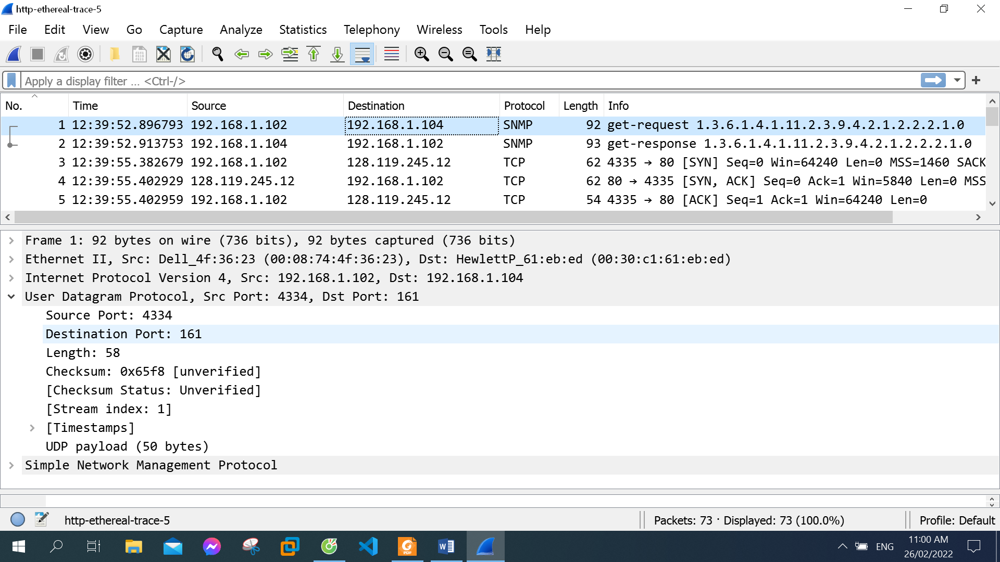 http-ethereal-trace-5
File Edit View Go Capture Analyze Statistics Telephony Wireless Tools Help
Apply a display filter ... <Ctrl-/>
No. Time Source Destination Protocol Length Info
1 12:39:52.896793 192.168.1.102 192.168.1.104 SNMP 92 get-request 1.3.6.1.4.1.11.2.3.9.4.2.1.2.2.2.1.0
2 12:39:52.913753 192.168.1.104 192.168.1.102 SNMP 93 get-response 1.3.6.1.4.1.11.2.3.9.4.2.1.2.2.2.1.0
3 12:39:55.382679 192.168.1.102 128.119.245.12 TCP 62 4335 → 80 [SYN] Seq=0 Win=64240 Len=0 MSS=1460 SACK
4 12:39:55.402929 128.119.245.12 192.168.1.102 TCP 62 80 → 4335 [SYN, ACK] Seq=0 Ack=1 Win=5840 Len=0 MSS
5 12:39:55.402959 192.168.1.102 128.119.245.12 TCP 54 4335 → 80 [ACK] Seq=1 Ack=1 Win=64240 Len=0
Frame 1: 92 bytes on wire (736 bits), 92 bytes captured (736 bits)
Ethernet II, Src: Dell_4f:36:23 (00:08:74:4f:36:23), Dst: HewlettP_61:eb:ed (00:30:c1:61:eb:ed)
Internet Protocol Version 4, Src: 192.168.1.102, Dst: 192.168.1.104
User Datagram Protocol, Src Port: 4334, Dst Port: 161
Source Port: 4334
Destination Port: 161
Length: 58
Checksum: 0x65f8 [unverified]
[Checksum Status: Unverified]
[Stream index: 1]
[Timestamps]
UDP payload (50 bytes)
Simple Network Management Protocol
http-ethereal-trace-5
Packets: 73 · Displayed: 73 (100.0%)
Profile: Default
PDF
W
ENG
11:00 AM
26/02/2022